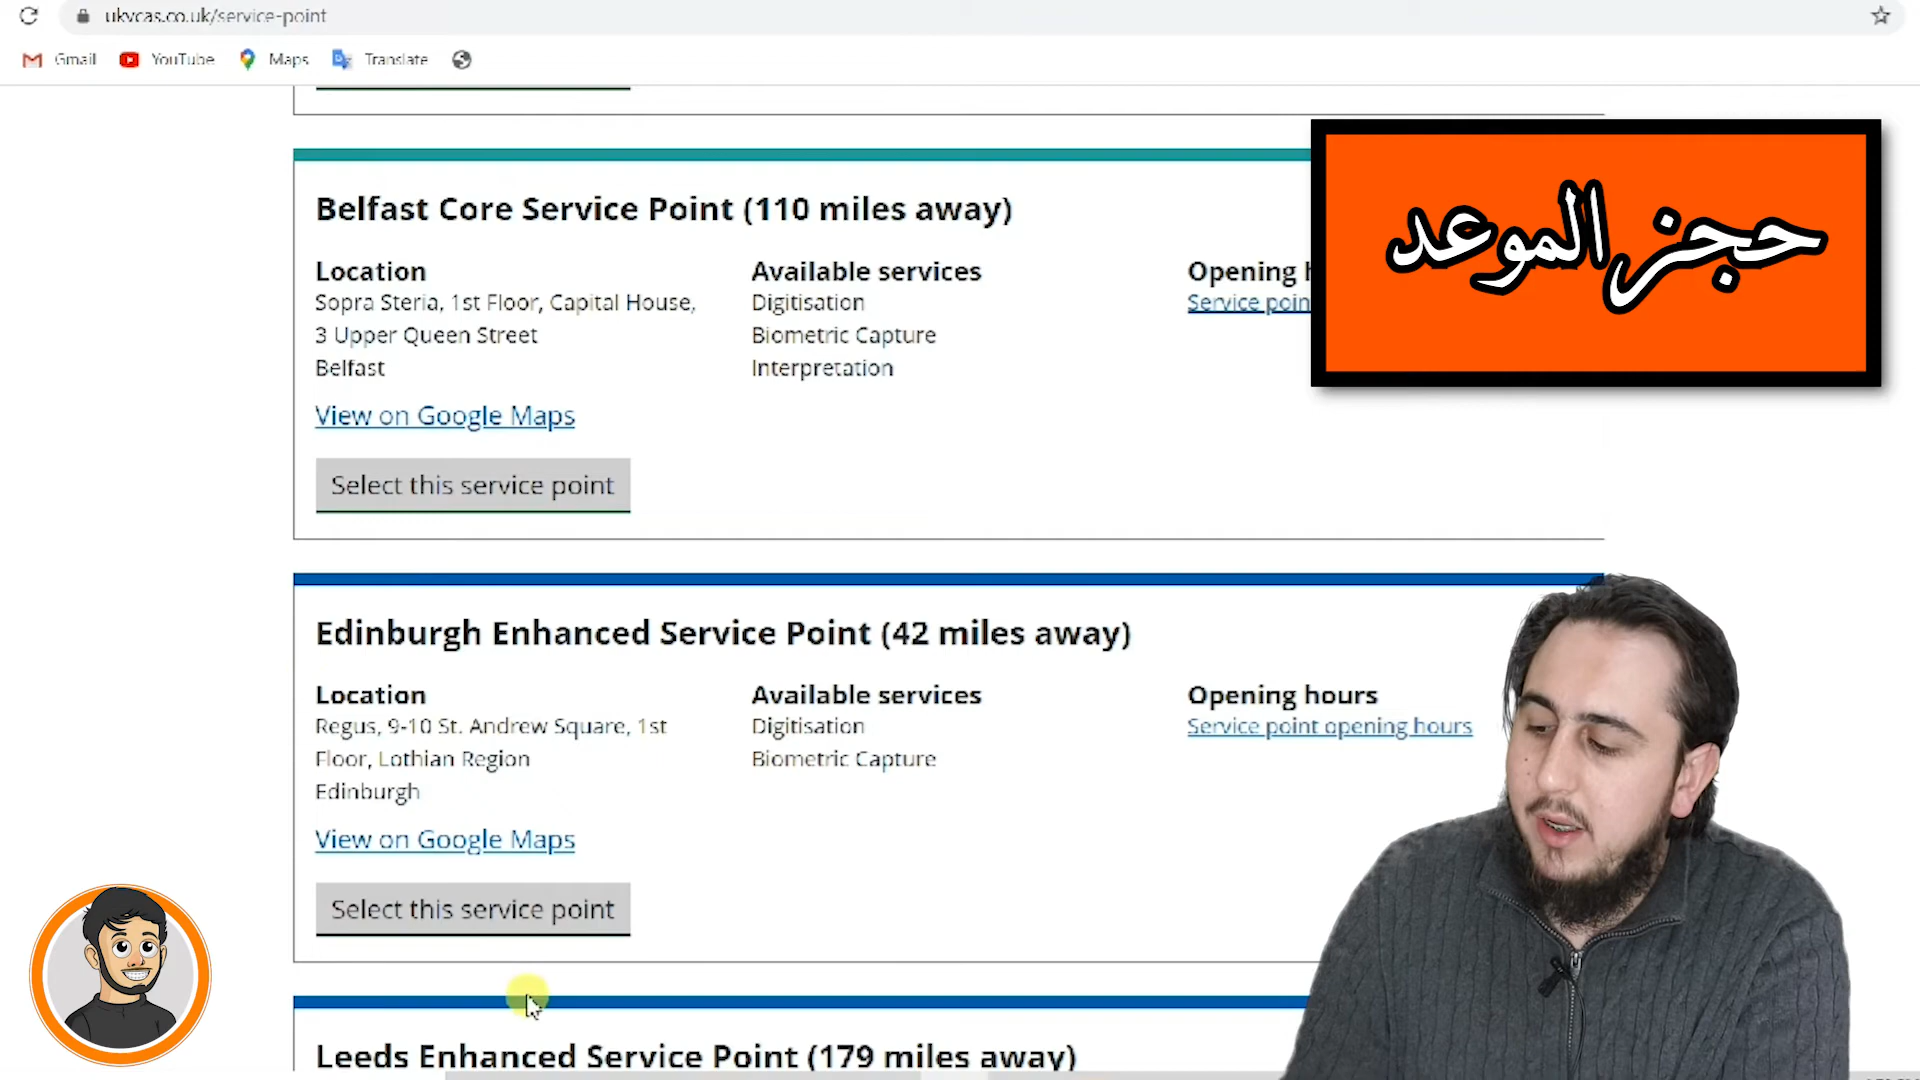 ukvcas.co.uk/service-point
Gmail
YouTube
Maps
Translate
حجز الموعد
Belfast Core Service Point (110 miles away)
Location
Sopra Steria, 1st Floor, Capital House,
3 Upper Queen Street
Belfast
View on Google Maps
Available services
Digitisation
Biometric Capture
Interpretation
Opening
Service poin
Select this service point
Edinburgh Enhanced Service Point (42 miles away)
Location
Regus, 9-10 St. Andrew Square, 1st
Floor, Lothian Region
Edinburgh
View on Google Maps
Available services
Digitisation
Biometric Capture
Opening hours
Service point opening hours
Select this service point
Leeds Enhanced Service Point (179 miles away)